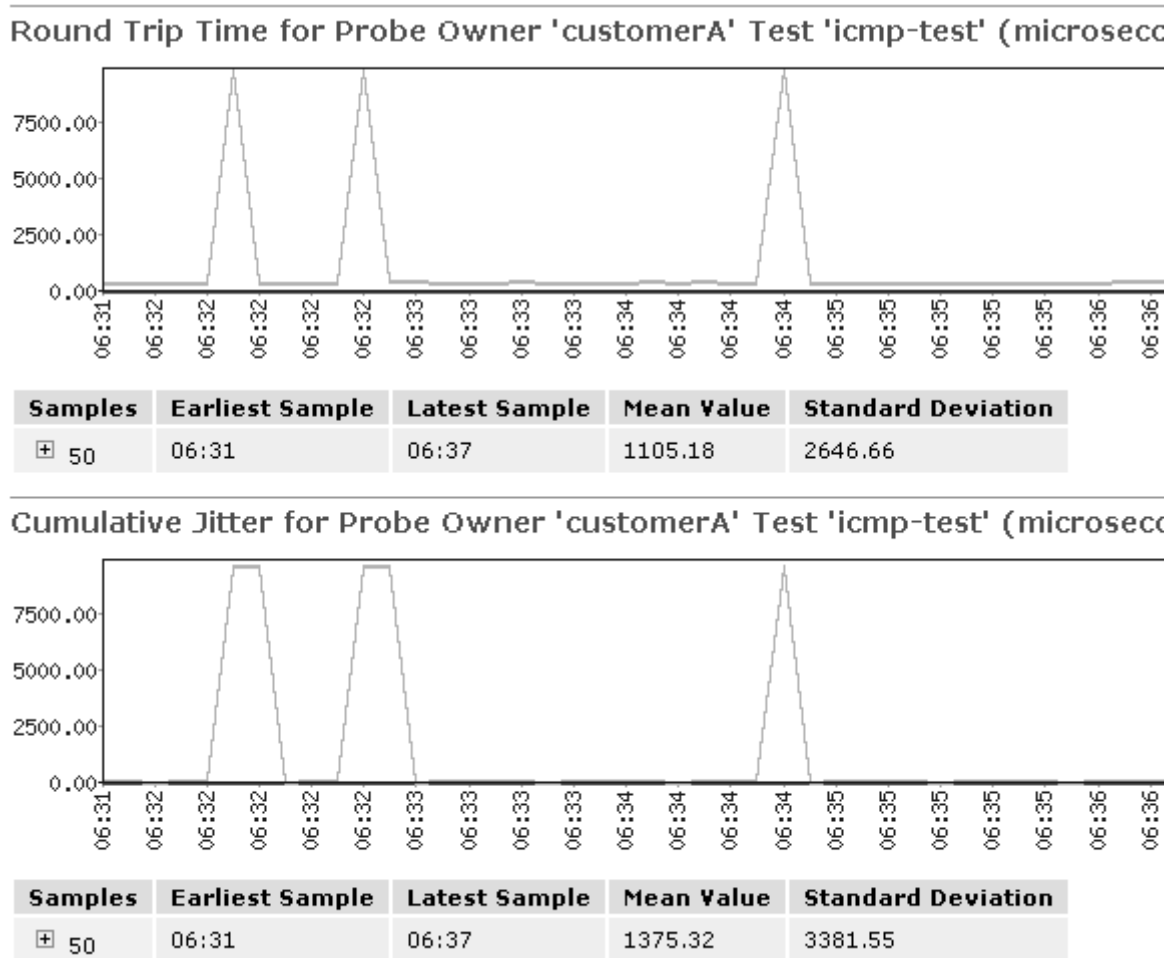 Round Trip Time for Probe Owner 'customerA' Test 'icmp-test' (microsecc
7500.00
5000.00
2500.00
0.00
06:31 06:32 06:32 06:32 06:32 06:32 06:33 06:33 06:33 06:33 06:34 06:34 06:34 06:34 06:35 06:35 06:35 06:35 06:35 06:36 06:36
Samples Earliest Sample Latest Sample Mean Value Standard Deviation
50 06:31 06:37 1105.18 2646.66
Cumulative Jitter for Probe Owner 'customerA' Test 'icmp-test' (microsecc
7500.00
5000.00
2500.00
0.00
06:31 06:32 06:32 06:32 06:32 06:32 06:33 06:33 06:33 06:33 06:34 06:34 06:34 06:34 06:35 06:35 06:35 06:35 06:35 06:36 06:36
Samples Earliest Sample Latest Sample Mean Value Standard Deviation
50 06:31 06:37 1375.32 3381.55